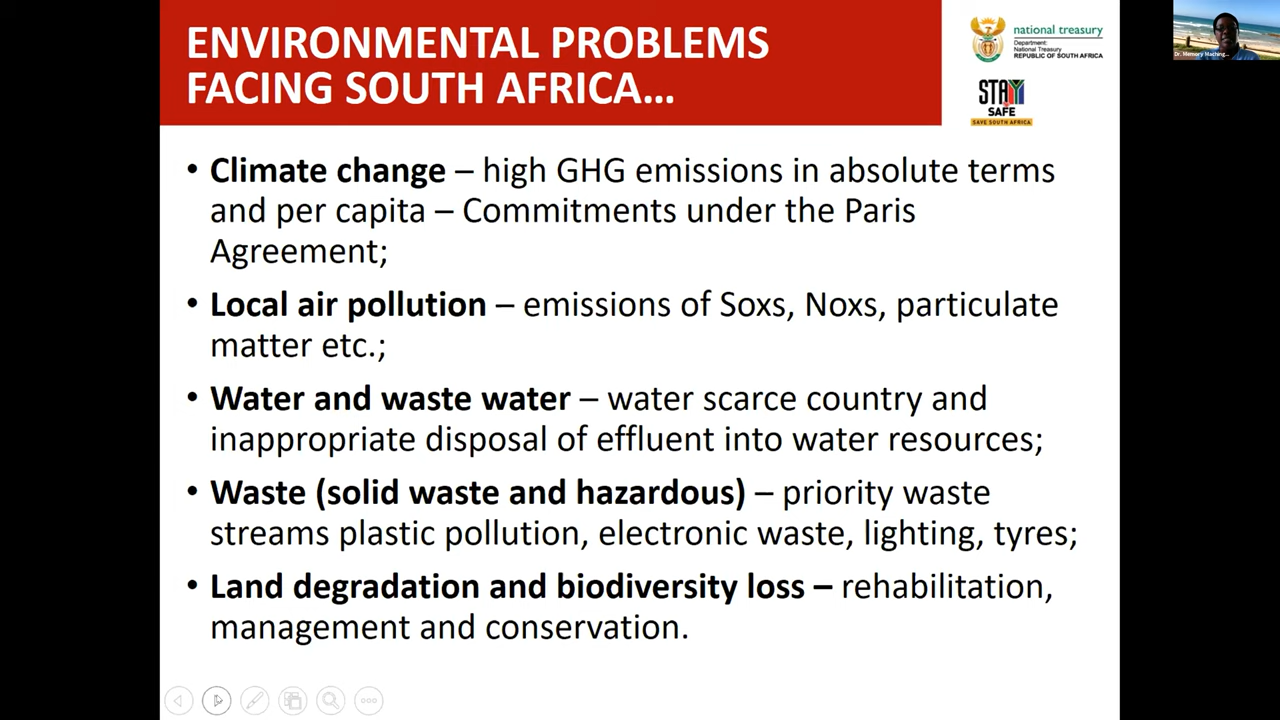 ENVIRONMENTAL PROBLEMS
FACING SOUTH AFRICA...
national treasury
Department:
National Treasury
REPUBLIC OF SOUTH AFRICA
STAY
SAFE
SAVE SOUTH AFRICA
Dr. Memory Maching...
• Climate change – high GHG emissions in absolute terms
and per capita – Commitments under the Paris
Agreement;
• Local air pollution – emissions of Soxs, Noxs, particulate
matter etc.;
• Water and waste water – water scarce country and
inappropriate disposal of effluent into water resources;
• Waste (solid waste and hazardous) – priority waste
streams plastic pollution, electronic waste, lighting, tyres;
• Land degradation and biodiversity loss – rehabilitation,
management and conservation.